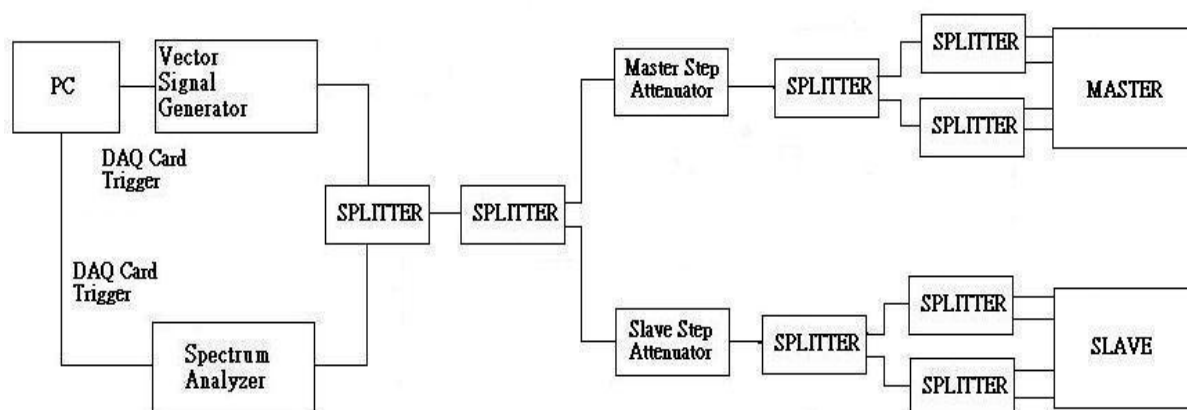 PC
Vector
Signal
Generator
DAQ Card
Trigger
DAQ Card
Trigger
Spectrum
Analyzer
SPLITTER
SPLITTER
Master Step
Attenuator
SPLITTER
SPLITTER
SPLITTER
MASTER
Slave Step
Attenuator
SPLITTER
SPLITTER
SPLITTER
SLAVE